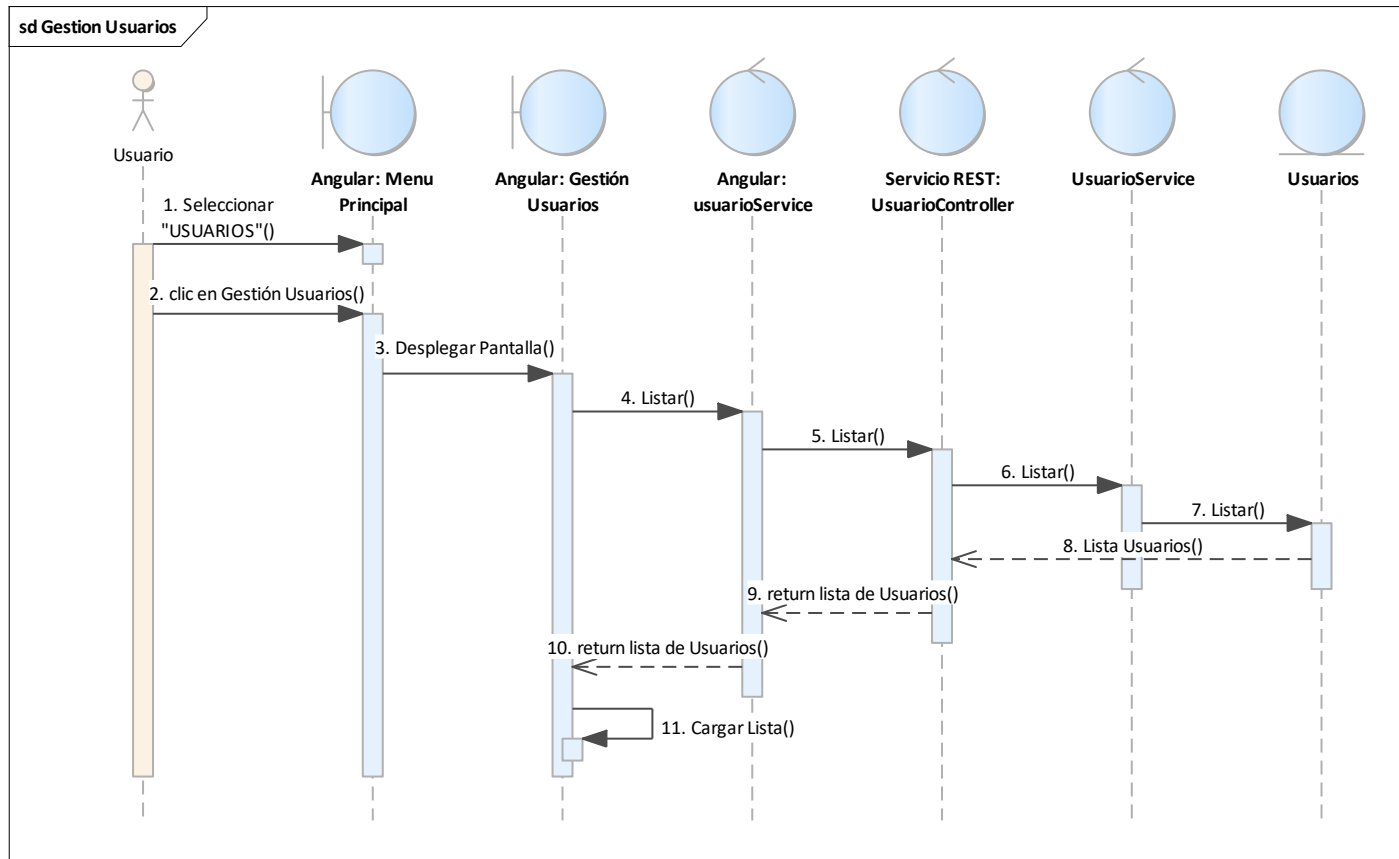 sd Gestion Usuarios
Usuario
Angular: Menu
Principal
Angular: Gestión
Usuarios
Angular:
usuarioService
Servicio REST:
UsuarioController
UsuarioService
Usuarios
1. Seleccionar
"USUARIOS"()
2. clic en Gestión Usuarios()
3. Desplegar Pantalla()
4. Listar()
5. Listar()
6. Listar()
7. Listar()
8. Lista Usuarios()
9. return lista de Usuarios()
10. return lista de Usuarios()
11. Cargar Lista()